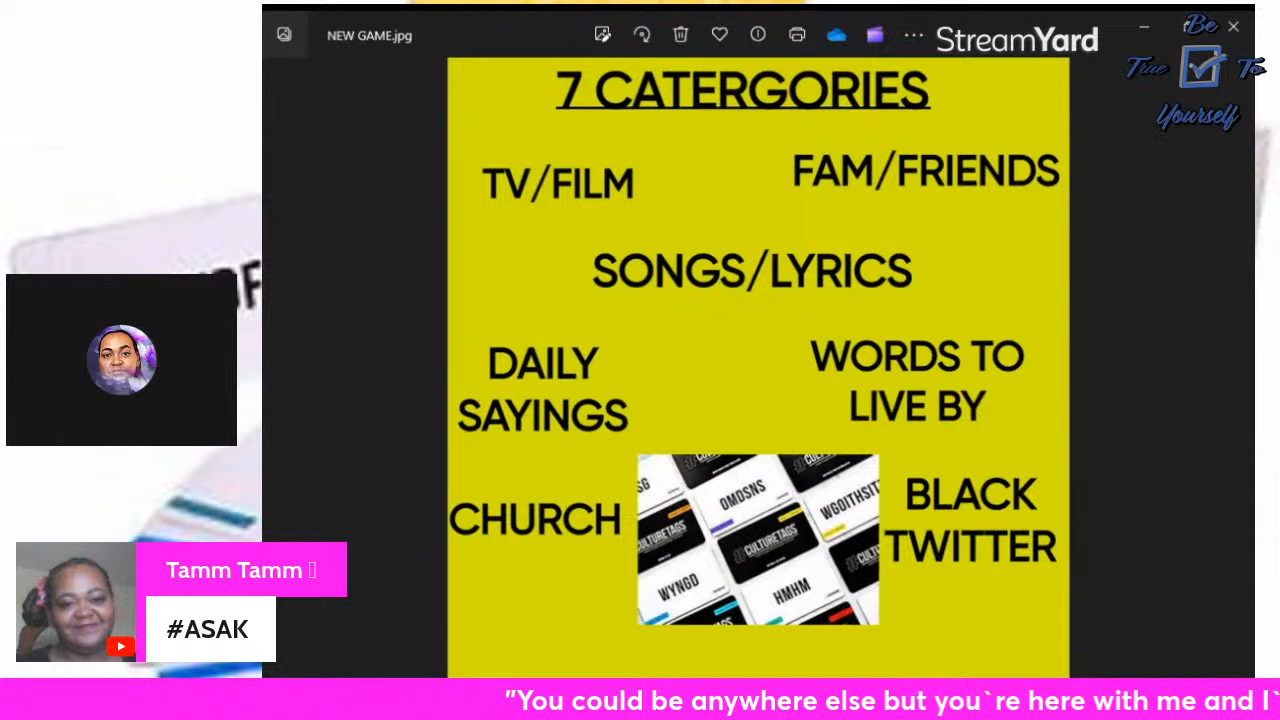 NEW GAME.jpg
StreamYard
Be
True To
Yourself
7 CATERGORIES
TV/FILM
FAM/FRIENDS
SONGS/LYRICS
DAILY
SAYINGS
WORDS TO
LIVE BY
CHURCH
BLACK
TWITTER
OMDSNS
CULTURETAGS
WYNGD
HMHM
Tamm Tamm
#ASAK
"You could be anywhere else but you`re here with me and I`